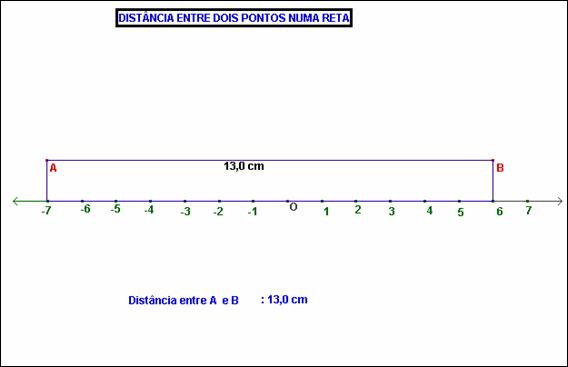 DISTÂNCIA ENTRE DOIS PONTOS NUMA RETA
A 13,0 cm B
-7 -6 -5 -4 -3 -2 -1 O 1 2 3 4 5 6 7
Distância entre A e B : 13,0 cm